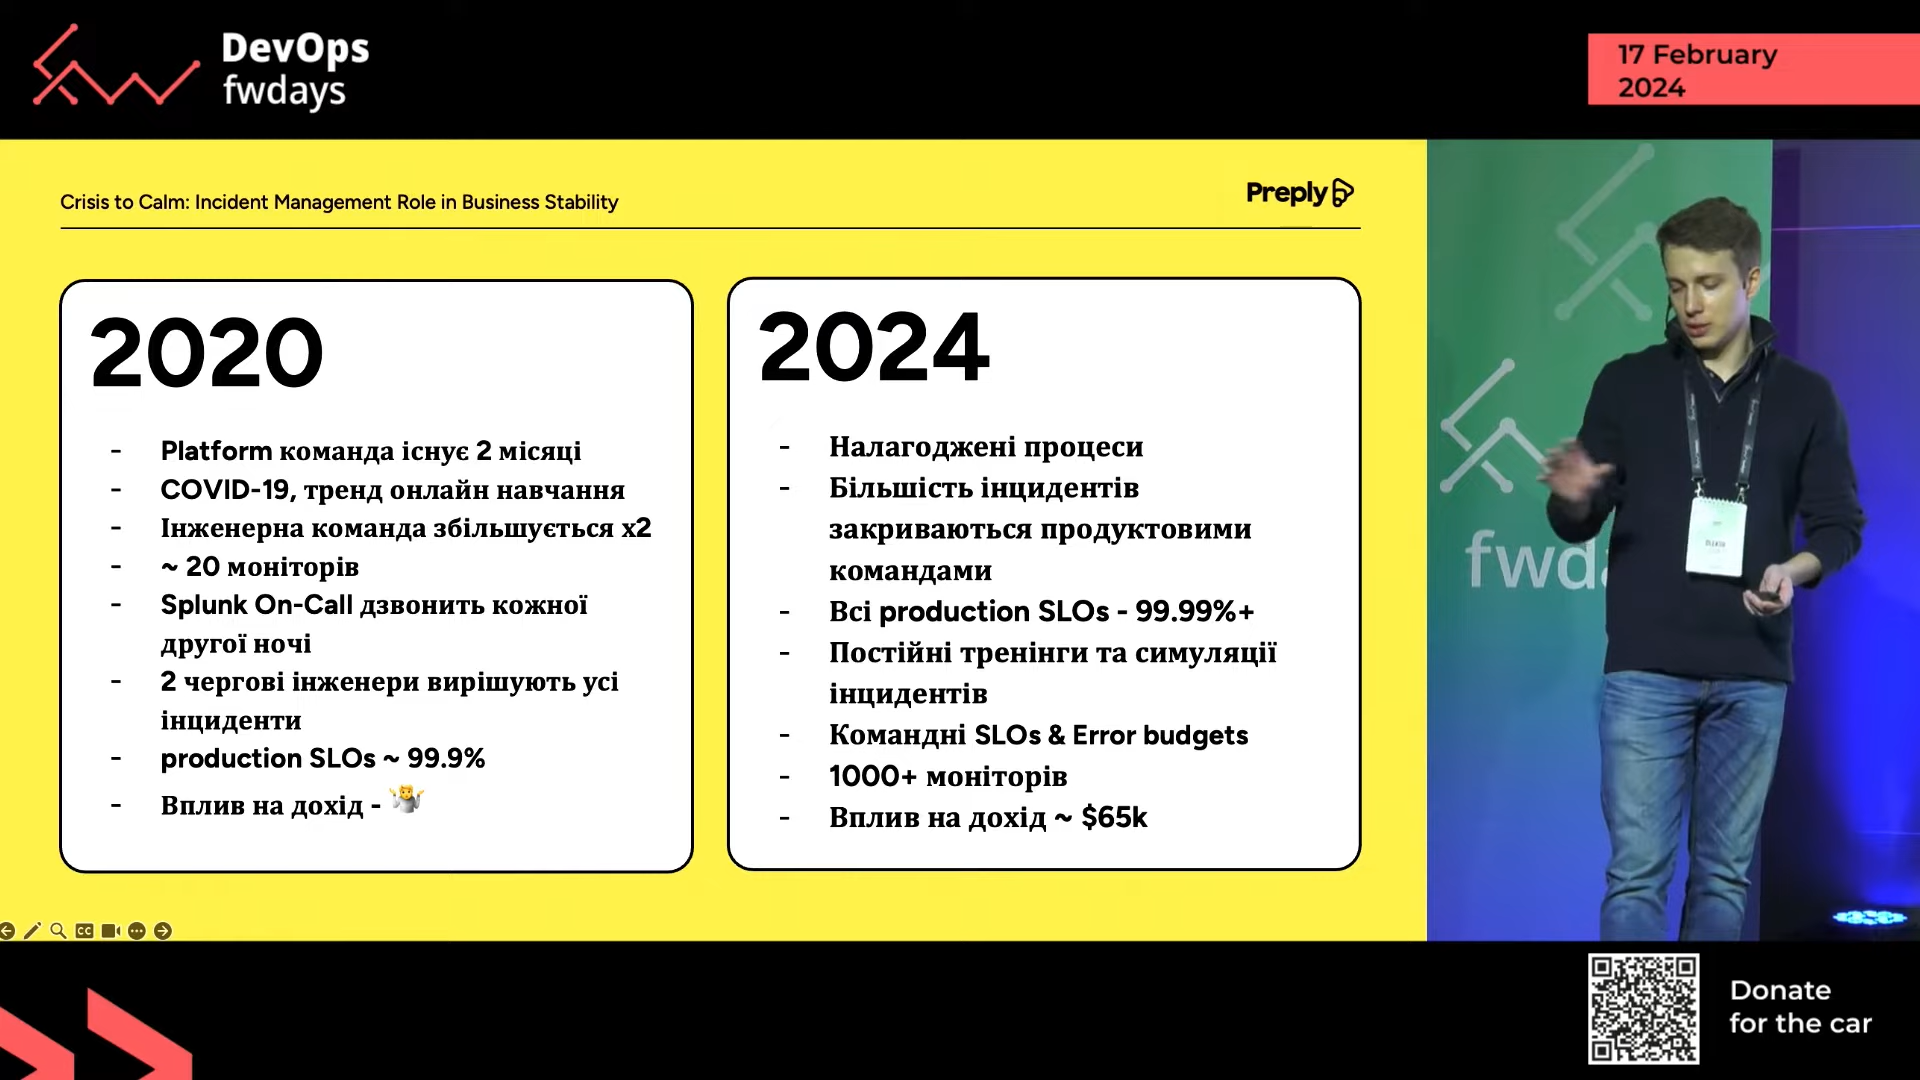 DevOps
fwdays
17 February
2024
Crisis to Calm: Incident Management Role in Business Stability
Preply
2020
- Platform команда існує 2 місяці
- COVID-19, тренд онлайн навчання
- Інженерна команда збільшується x2
- ~ 20 моніторів
- Splunk On-Call дзвонить кожної
другої ночі
- 2 чергові інженери вирішують усі
інциденти
- production SLOs ~ 99.9%
- Вплив на дохід - 🤷
2024
- Налагоджені процеси
- Більшість інцидентів
закриваються продуктовими
командами
- Всі production SLOs - 99.99%+
- Постійні тренінги та симуляції
інцидентів
- Командні SLOs & Error budgets
- 1000+ моніторів
- Вплив на дохід ~ $65k
CC
fwd
Donate
for the car